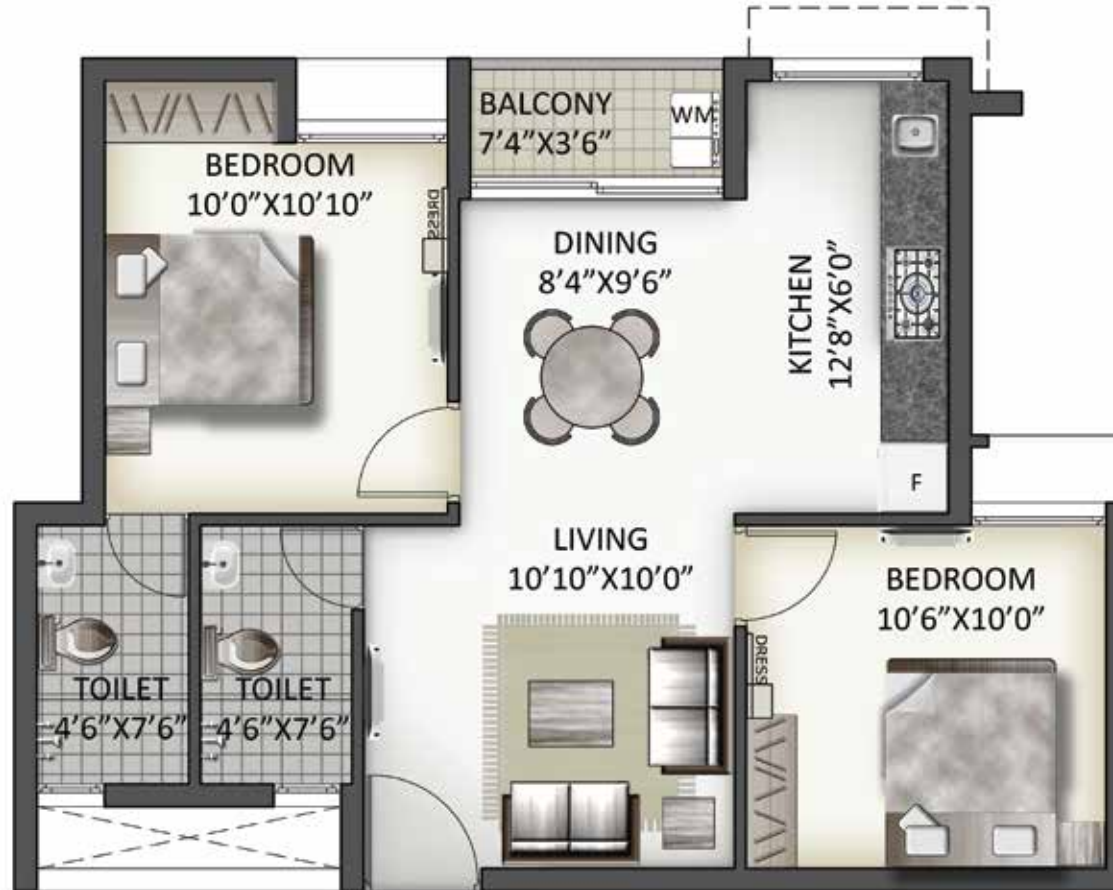 BALCONY
7'4”X3'6”
WM
BEDROOM
10'0”X10'10”
DRESS
DINING
8'4”X9'6”
KITCHEN
12'8”X6'0”
F
LIVING
10'10”X10'0”
BEDROOM
10'6”X10'0”
DRESS
TOILET
4'6”X7'6”
TOILET
4'6”X7'6”